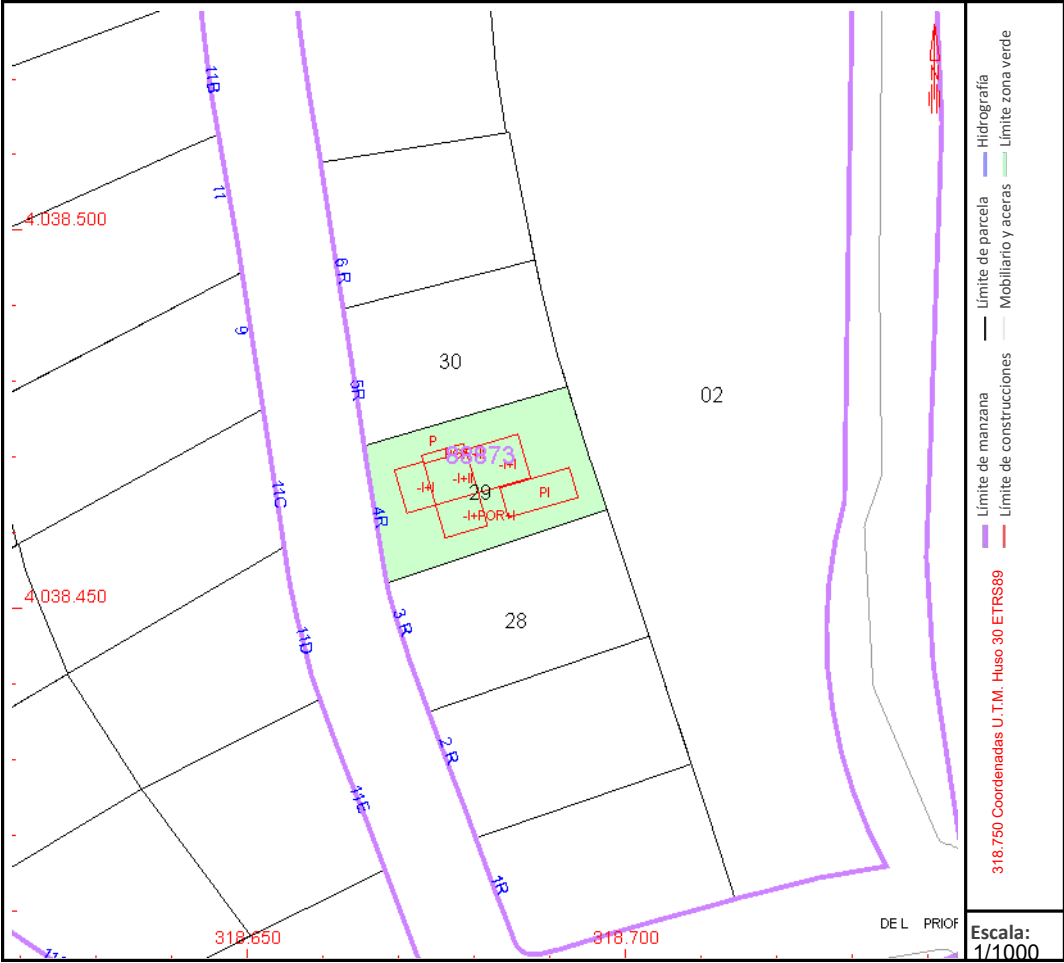 11B
11
4.038.500
6 R
9
30
5R
02
P
66873
-I+I
-I+II
-I+I
29
PI
-I+POR+I
11C
4R
4.038.450
28
3 R
11D
2 R
11E
1R
318.650
318.700
DE L PRIOR
Límite de manzana
Límite de parcela
Hidrografía
Límite de construcciones
Mobiliario y aceras
Límite zona verde
318.750 Coordenadas U.T.M. Huso 30 ETRS89
Escala:
1/1000